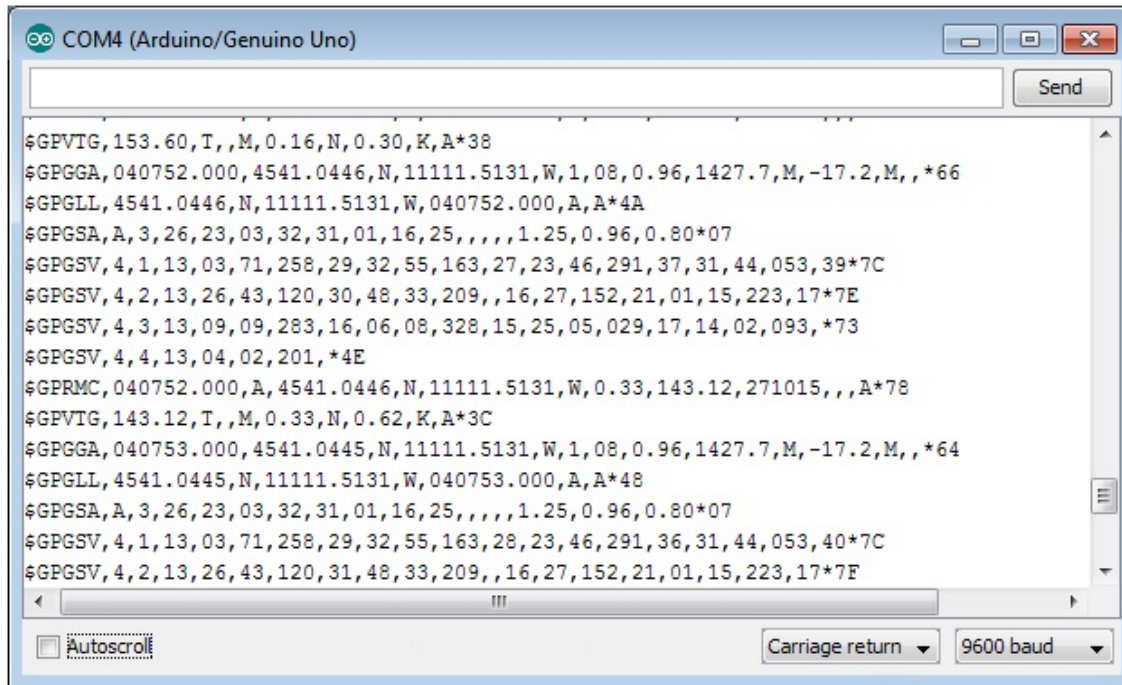 COM4 (Arduino/Genuino Uno)
Send
$GPVTG,153.60,T,,M,0.16,N,0.30,K,A*38
$GPGGA,040752.000,4541.0446,N,11111.5131,W,1,08,0.96,1427.7,M,-17.2,M,,*66
$GPGLL,4541.0446,N,11111.5131,W,040752.000,A,A*4A
$GPGSA,A,3,26,23,03,32,31,01,16,25,,,,,1.25,0.96,0.80*07
$GPGSV,4,1,13,03,71,258,29,32,55,163,27,23,46,291,37,31,44,053,39*7C
$GPGSV,4,2,13,26,43,120,30,48,33,209,,16,27,152,21,01,15,223,17*7E
$GPGSV,4,3,13,09,09,283,16,06,08,328,15,25,05,029,17,14,02,093,*73
$GPGSV,4,4,13,04,02,201,*4E
$GPRMC,040752.000,A,4541.0446,N,11111.5131,W,0.33,143.12,271015,,,A*78
$GPVTG,143.12,T,,M,0.33,N,0.62,K,A*3C
$GPGGA,040753.000,4541.0445,N,11111.5131,W,1,08,0.96,1427.7,M,-17.2,M,,*64
$GPGLL,4541.0445,N,11111.5131,W,040753.000,A,A*48
$GPGSA,A,3,26,23,03,32,31,01,16,25,,,,,1.25,0.96,0.80*07
$GPGSV,4,1,13,03,71,258,29,32,55,163,28,23,46,291,36,31,44,053,40*7C
$GPGSV,4,2,13,26,43,120,31,48,33,209,,16,27,152,21,01,15,223,17*7F
Autoscroll
Carriage return
9600 baud